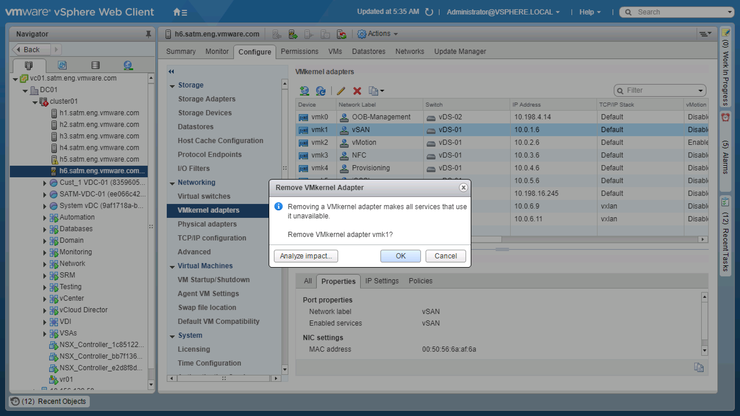 vmware® vSphere Web Client
Updated at 5:35 AM
Administrator@VSPHERE.LOCAL
Help
Search
Navigator
Back
vc01.satm.eng.vmware.com
DC01
cluster01
h1.satm.eng.vmware.com
h2.satm.eng.vmware.com
h3.satm.eng.vmware.com
h4.satm.eng.vmware.com
h5.satm.eng.vmware.com
h6.satm.eng.vmware.com
Cust_1 VDC-01 (8359605...
SATM-VDC-01 (ee066c42...
System VDC (9af1718a-b...
Automation
Databases
Domain
Monitoring
Network
SRM
Testing
vCenter
vCloud Director
VDI
VSAs
NSX_Controller_1c85122...
NSX_Controller_bb7f136...
NSX_Controller_e2d8f8d...
vr01
(12) Recent Objects
h6.satm.eng.vmware.com
Actions
Summary Monitor Configure Permissions VMs Datastores Networks Update Manager
Storage
Storage Adapters
Storage Devices
Datastores
Host Cache Configuration
Protocol Endpoints
I/O Filters
Networking
Virtual switches
VMkernel adapters
Physical adapters
TCP/IP configuration
Advanced
Virtual Machines
VM Startup/Shutdown
Agent VM Settings
Swap file location
Default VM Compatibility
System
Licensing
Time Configuration
VMkernel adapters
Filter
Device Network Label Switch IP Address TCP/IP Stack vMotion
vmk0 OOB-Management vDS-02 10.198.4.14 Default Disable
vmk1 vSAN vDS-01 10.0.1.6 Default Disable
vmk2 vMotion vDS-01 10.0.2.6 Default Enable
vmk3 NFC vDS-01 10.0.3.6 Default Disable
vmk4 Provisioning vDS-01 10.0.4.6 Default Disable
Default Disable
10.198.16.245 Default Disable
10.0.6.9 vxlan Disable
10.0.6.11 vxlan Disable
Remove VMkernel Adapter
Removing a VMkernel adapter makes all services that use
it unavailable.
Remove VMkernel adapter vmk1?
Analyze impact... OK Cancel
All Properties IP Settings Policies
Port properties
Network label vSAN
Enabled services vSAN
NIC settings
MAC address 00:50:56:6a:af:6a
(0) Work In Progress
(5) Alarms
(12) Recent Tasks